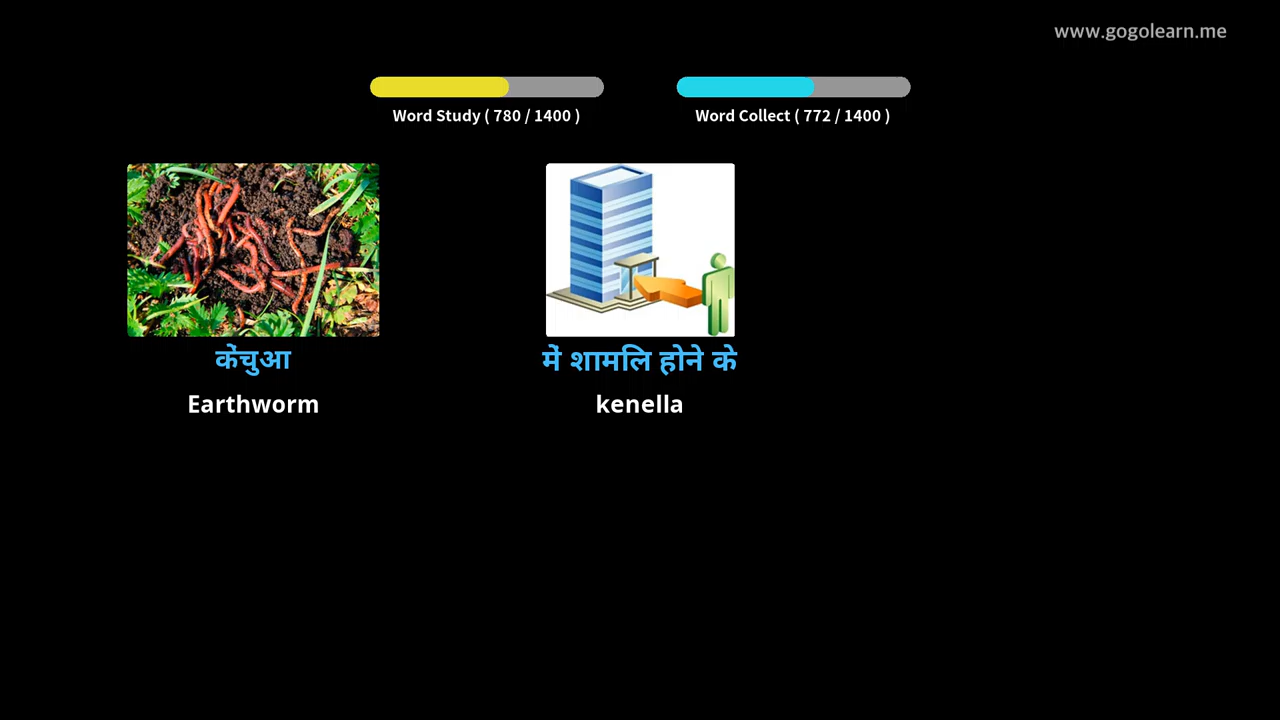 www.gogolearn.me
Word Study ( 780 / 1400 )
Word Collect ( 772 / 1400 )
केंचुआ
Earthworm
में शामलि होने के
kenella